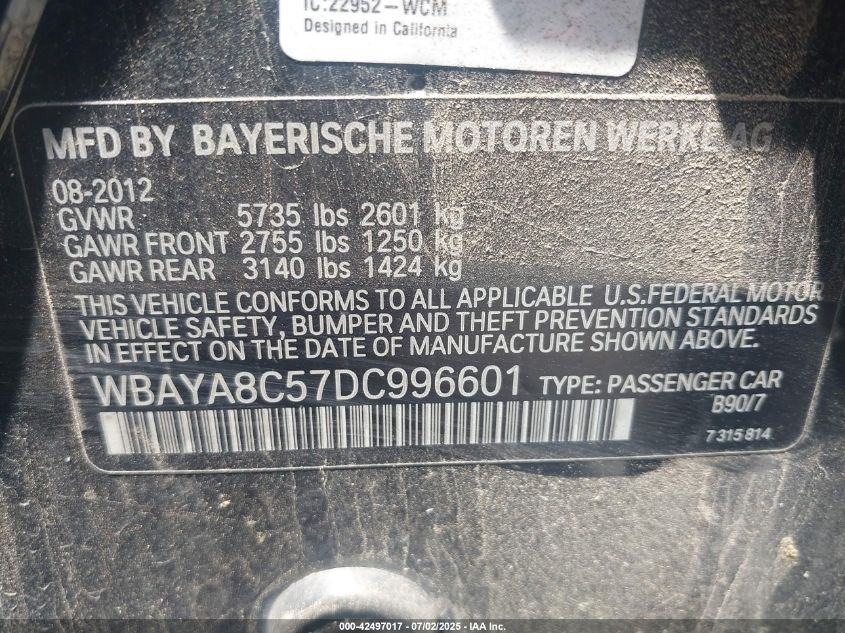 IC:22952-WCM
Designed in California
MFD BY BAYERISCHE MOTOREN WERKE AG
08-2012
GVWR 5735 lbs 2601 kg
GAWR FRONT 2755 lbs 1250 kg
GAWR REAR 3140 lbs 1424 kg
THIS VEHICLE CONFORMS TO ALL APPLICABLE U.S.FEDERAL MOTOR
VEHICLE SAFETY, BUMPER AND THEFT PREVENTION STANDARDS
IN EFFECT ON THE DATE OF MANUFACTURE SHOWN ABOVE.
WBAYA8C57DC996601 TYPE: PASSENGER CAR
B90/7
7315814
000-42497017 - 07/02/2025 - IAA Inc.